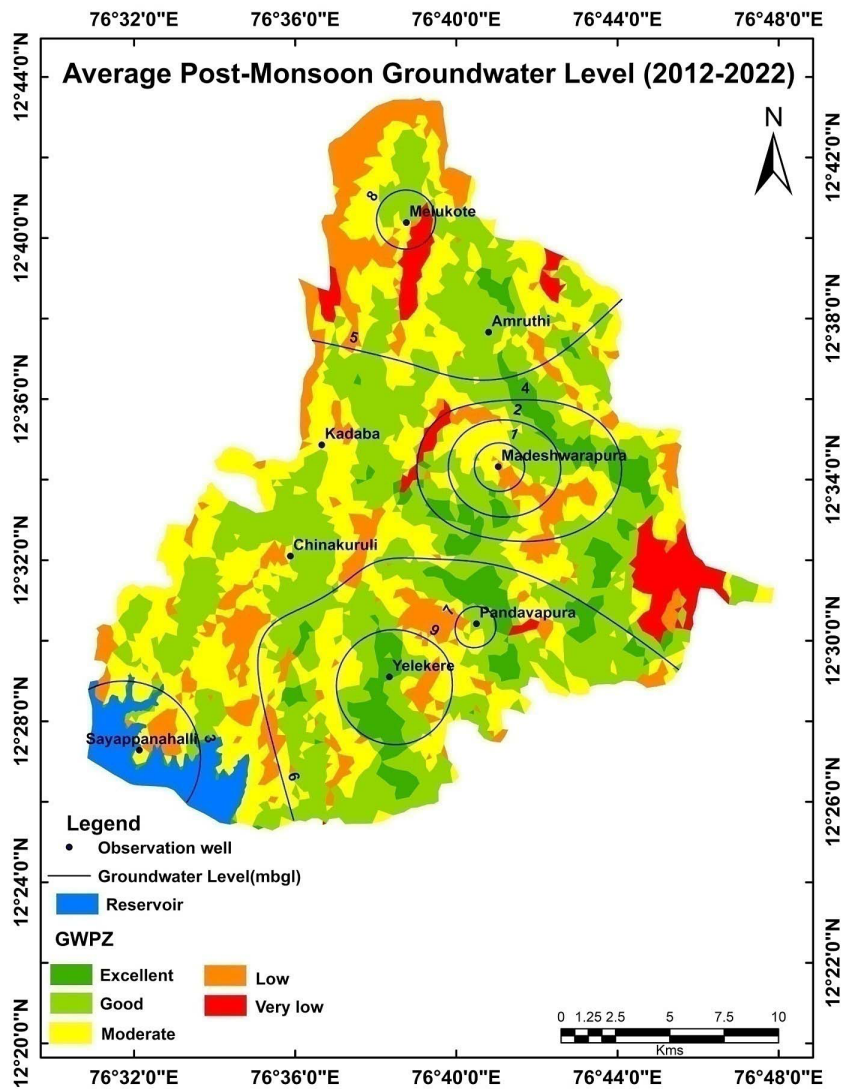 76°32'0"E 76°36'0"E 76°40'0"E 76°44'0"E 76°48'0"E
Average Post-Monsoon Groundwater Level (2012-2022)
12°44'0"N
N
12°42'0"N
8
Melukote
12°40'0"N
Amruthi
12°38'0"N
5
12°36'0"N
4
2
1
Kadaba
Madeshwarapura
12°34'0"N
Chinakuruli
12°32'0"N
7
Pandavapura
9
12°30'0"N
Yelekere
12°28'0"N
Sayappanahalli
3
6
12°26'0"N
Legend
Observation well
Groundwater Level(mbgl)
12°24'0"N
Reservoir
GWPZ
12°22'0"N
Excellent
Low
Good
Very low
Moderate
12°20'0"N
0 1.25 2.5 5 7.5 10
Kms
76°32'0"E 76°36'0"E 76°40'0"E 76°44'0"E 76°48'0"E